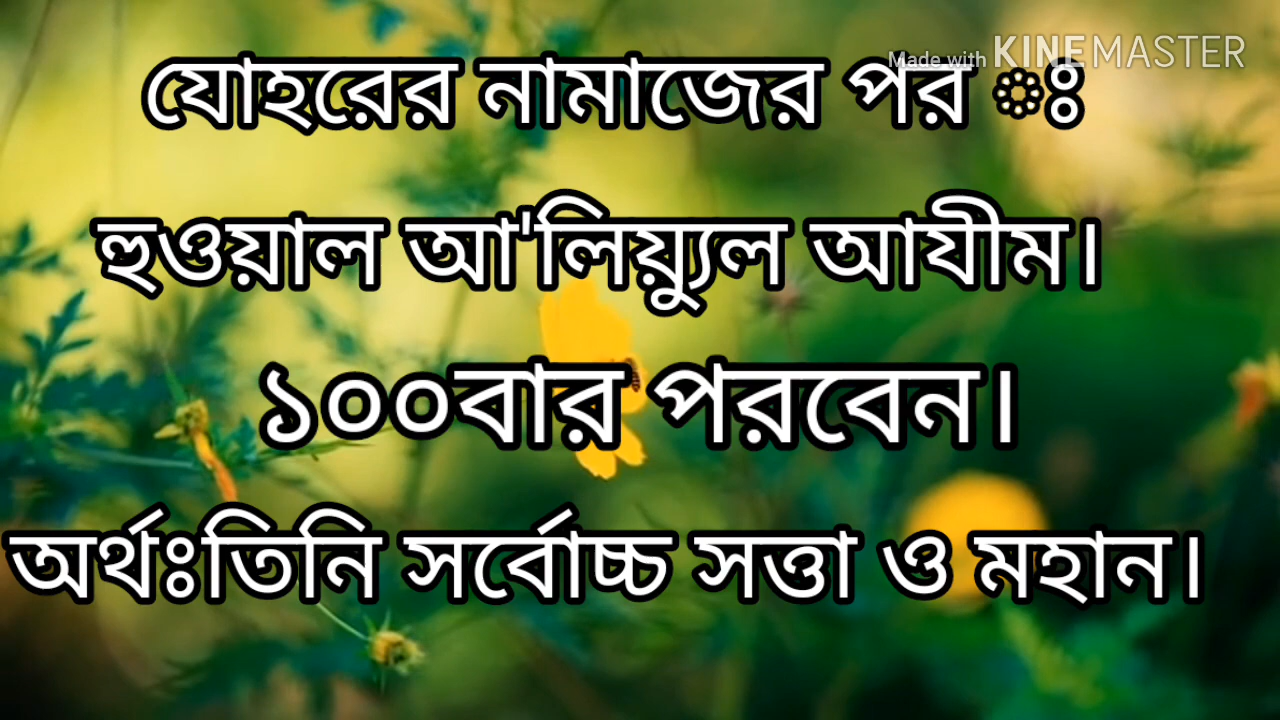 Made with KINEMASTER
যোহরের নামাজের পর ঃ
হুওয়াল আ'লিয়্যুল আযীম।
১০০বার পরবেন।
অর্থঃতিনি সর্বোচ্চ সত্তা ও মহান।